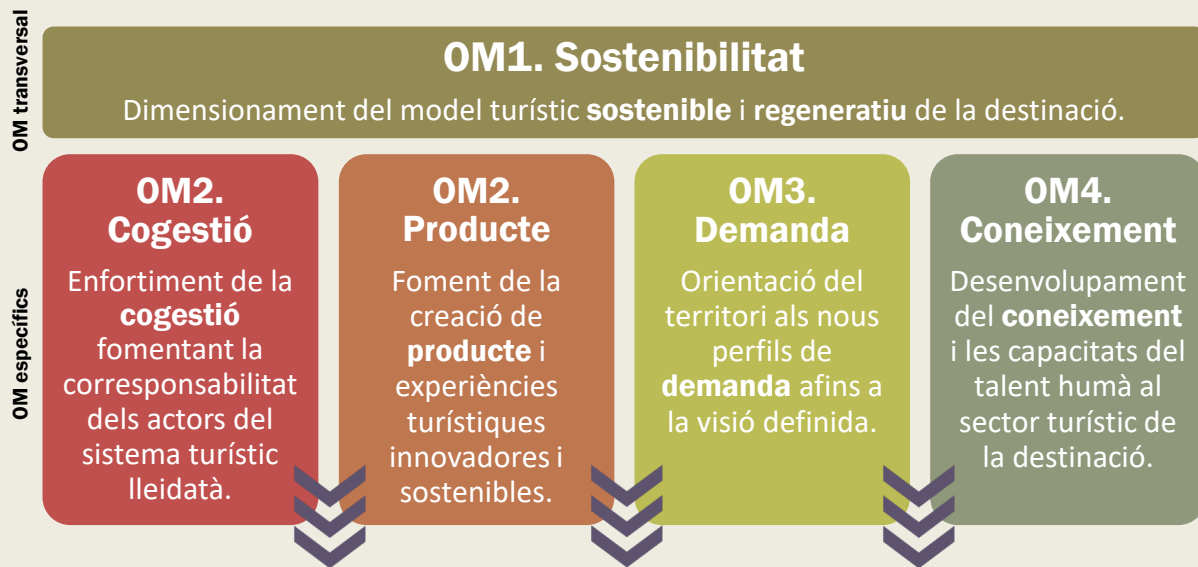 OM transversal
OM1. Sostenibilitat
Dimensionament del model turístic sostenible i regeneratiu de la destinació.
OM específics
OM2.
Cogestió
Enfortiment de la
cogestió
fomentant la
corresponsabilitat
dels actors del
sistema turístic
lleidatà.
OM2.
Producte
Foment de la
creació de
producte i
experiències
turístiques
innovadores i
sostenibles.
OM3.
Demanda
Orientació del
territori als nous
perfils de
demanda afins a
la visió definida.
OM4.
Coneixement
Desenvolupament
del coneixement
i les capacitats del
talent humà al
sector turístic de
la destinació.